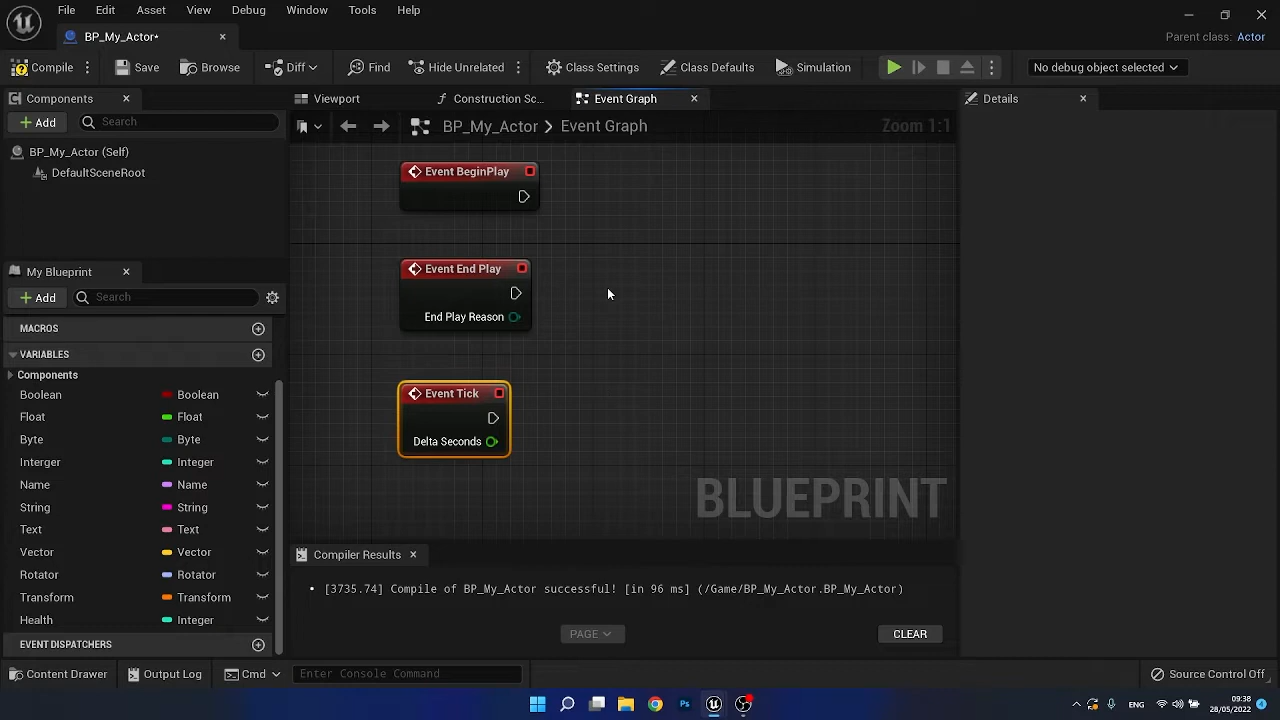 File Edit Asset View Debug Window Tools Help
BP_My_Actor*
Parent class: Actor
Compile Save Browse Diff Find Hide Unrelated Class Settings Class Defaults Simulation No debug object selected
Components
Add Search
BP_My_Actor (Self)
DefaultSceneRoot
My Blueprint
Add Search
MACROS
VARIABLES
Components
Boolean Boolean
Float Float
Byte Byte
Interger Integer
Name Name
String String
Text Text
Vector Vector
Rotator Rotator
Transform Transform
Health Integer
EVENT DISPATCHERS
Viewport Construction Sc... Event Graph
BP_My_Actor > Event Graph Zoom 1:1
Event BeginPlay
Event End Play
End Play Reason
Event Tick
Delta Seconds
BLUEPRINT
Compiler Results
[3735.74] Compile of BP_My_Actor successful! [in 96 ms] (/Game/BP_My_Actor.BP_My_Actor)
PAGE CLEAR
Details
Content Drawer Output Log Cmd Enter Console Command Source Control Off
Ps
ENG
09:38
28/05/2022
4